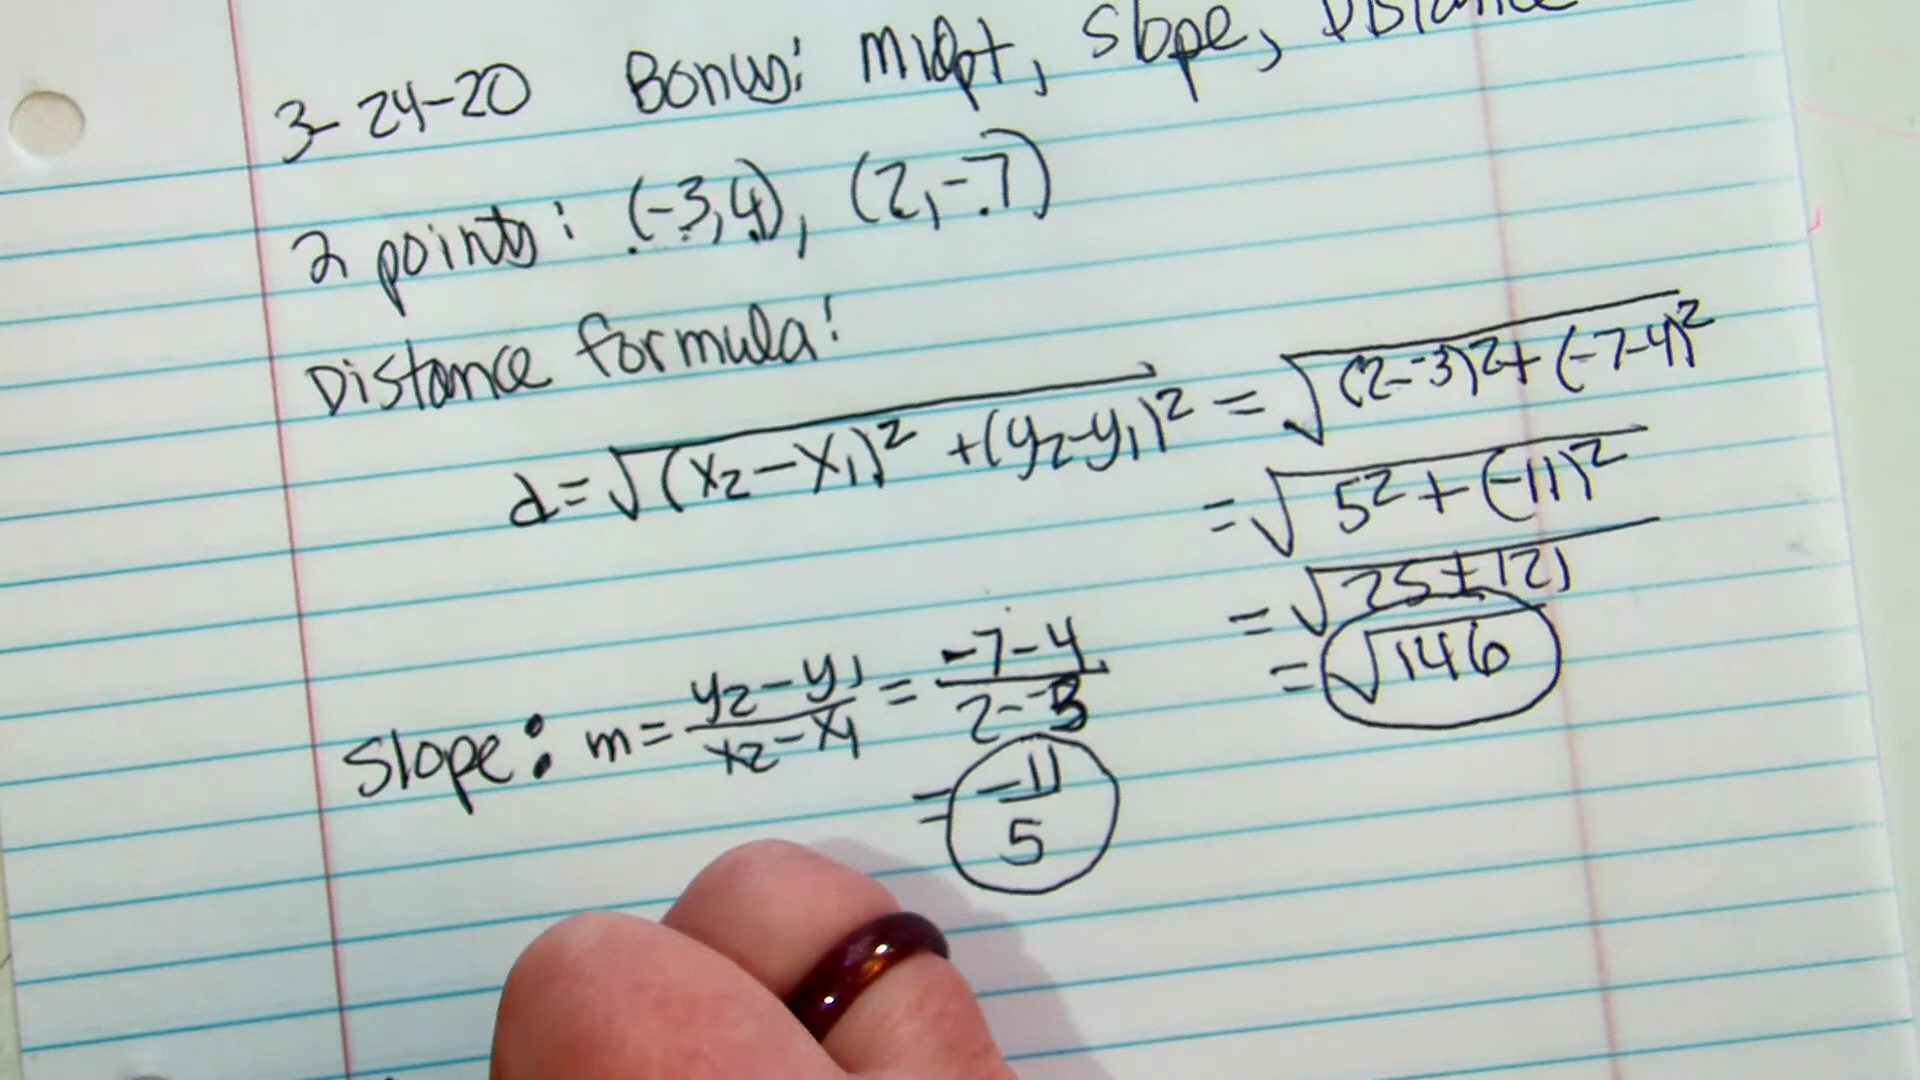 3-24-20 Bonus: midpt, slope, Distance
2 points: (-3,4), (2,-7)
Distance formula:
d=√(x₂-x₁)² +(y₂-y₁)² = √(2--3)²+(-7-4)²
=√5²+(-11)²
=√25+121
=√146
Slope: m= y₂-y₁/x₂-x₁ = -7-4/2--3
= -11/5